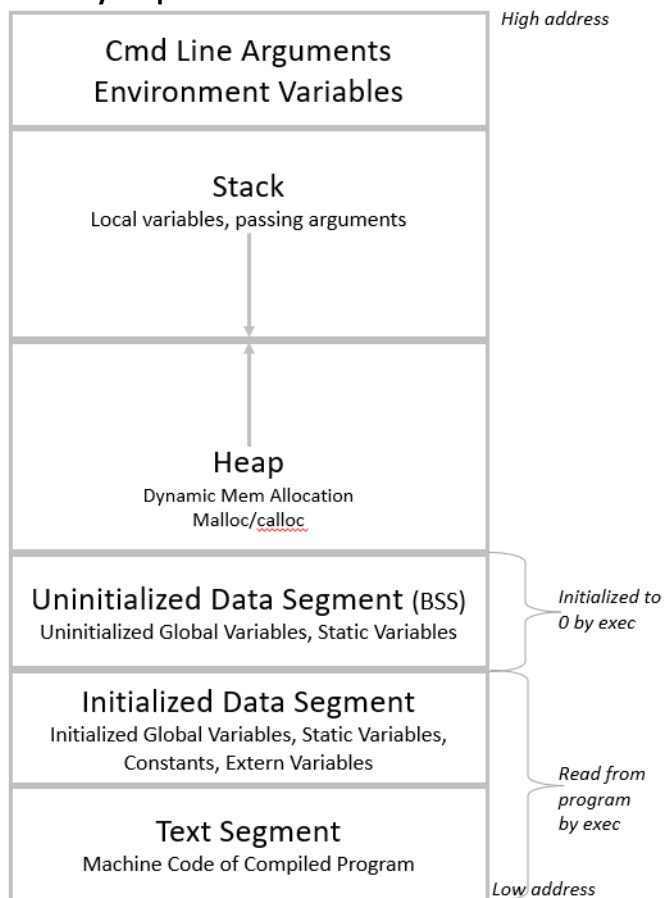 High address
Cmd Line Arguments
Environment Variables
Stack
Local variables, passing arguments
Heap
Dynamic Mem Allocation
Malloc/calloc
Uninitialized Data Segment (BSS)
Uninitialized Global Variables, Static Variables
Initialized to
0 by exec
Initialized Data Segment
Initialized Global Variables, Static Variables,
Constants, Extern Variables
Read from
program
by exec
Text Segment
Machine Code of Compiled Program
Low address